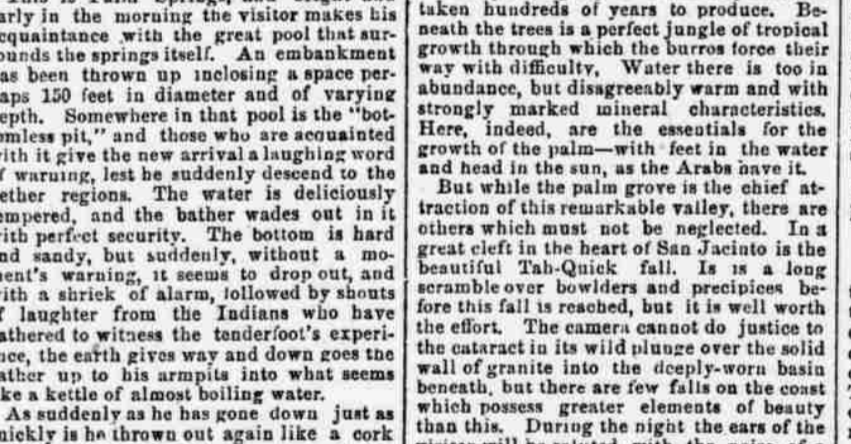 arly in the morning the visitor makes his
cquaintance with the great pool that sur-
ounds the springs itself. An embankment
as been thrown up inclosing a space per-
aps 150 feet in diameter and of varying
epth. Somewhere in that pool is the "bot-
omless pit," and those who are acquainted
ith it give the new arrival a laughing word
f warning, lest he suddenly descend to the
ether regions. The water is deliciously
empered, and the bather wades out in it
ith perfect security. The bottom is hard
nd sandy, but suddenly, without a mo-
ent's warning, it seems to drop out, and
ith a shriek of alarm, followed by shouts
f laughter from the Indians who have
athered to witness the tenderfoot's experi-
nce, the earth gives way and down goes the
ather up to his armpits into what seems
ke a kettle of almost boiling water.
As suddenly as he has gone down just as
uickly is he thrown out again like a cork
taken hundreds of years to produce. Be-
neath the trees is a perfect jungle of tropical
growth through which the burros force their
way with difficulty. Water there is too in
abundance, but disagreeably warm and with
strongly marked mineral characteristics.
Here, indeed, are the essentials for the
growth of the palm—with feet in the water
and head in the sun, as the Arabs have it.
But while the palm grove is the chief at-
traction of this remarkable valley, there are
others which must not be neglected. In a
great cleft in the heart of San Jacinto is the
beautiful Tah-Quick fall. Is is a long
scramble over bowlders and precipices be-
fore this fall is reached, but it is well worth
the effort. The camera cannot do justice to
the cataract in its wild plunge over the solid
wall of granite into the deeply-worn basin
beneath, but there are few falls on the coast
which possess greater elements of beauty
than this. During the night the ears of the